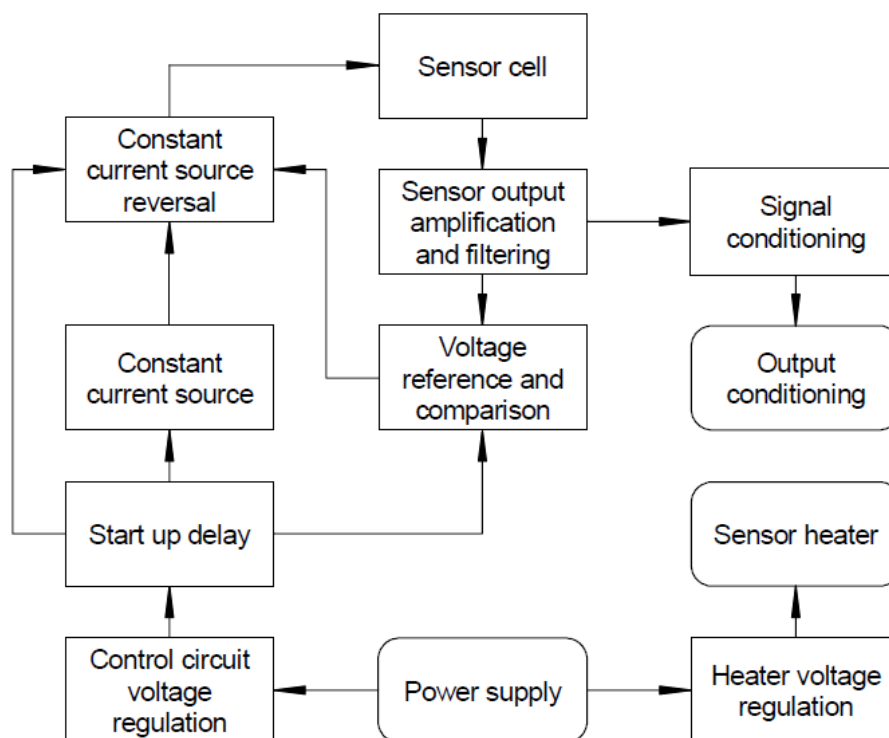 Sensor cell
Constant
current source
reversal
Sensor output
amplification
and filtering
Signal
conditioning
Constant
current source
Voltage
reference and
comparison
Output
conditioning
Start up delay
Sensor heater
Control circuit
voltage
regulation
Power supply
Heater voltage
regulation